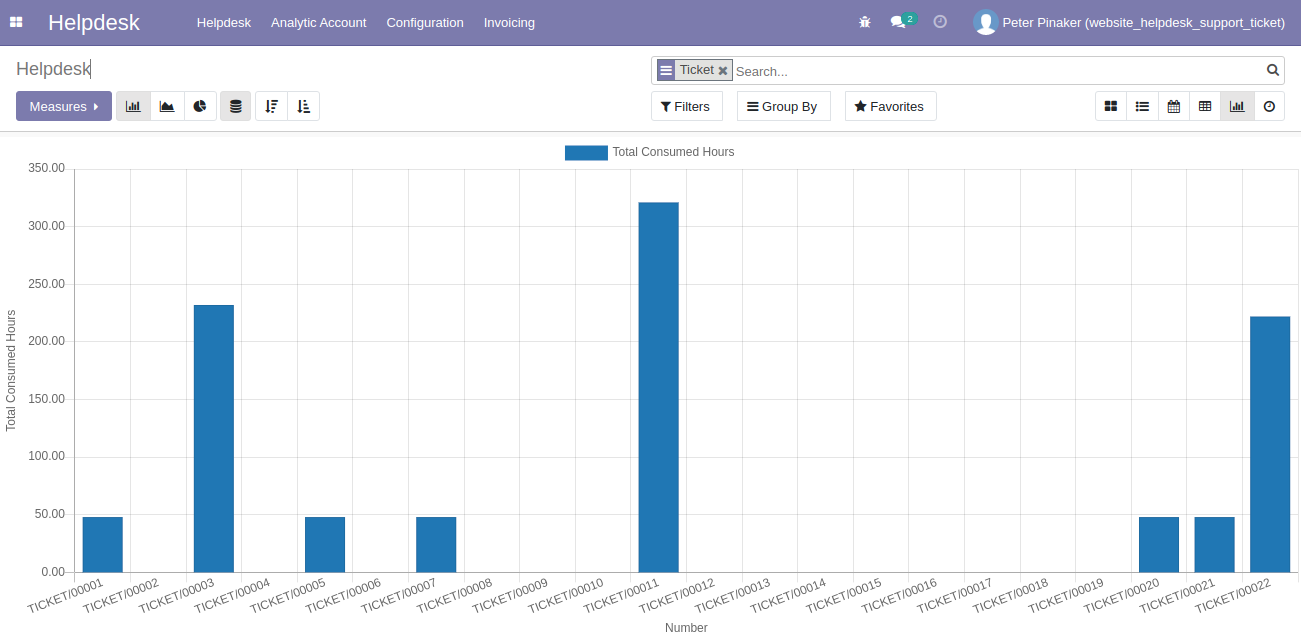 Helpdesk Helpdesk Analytic Account Configuration Invoicing 2 Peter Pinaker (website_helpdesk_support_ticket)
Helpdesk
Ticket Search...
Measures Filters Group By Favorites
Total Consumed Hours
350.00
300.00
250.00
200.00
150.00
100.00
50.00
0.00
Total Consumed Hours
TICKET/00001 TICKET/00002 TICKET/00003 TICKET/00004 TICKET/00005 TICKET/00006 TICKET/00007 TICKET/00008 TICKET/00009 TICKET/00010 TICKET/00011 TICKET/00012 TICKET/00013 TICKET/00014 TICKET/00015 TICKET/00016 TICKET/00017 TICKET/00018 TICKET/00019 TICKET/00020 TICKET/00021 TICKET/00022
Number